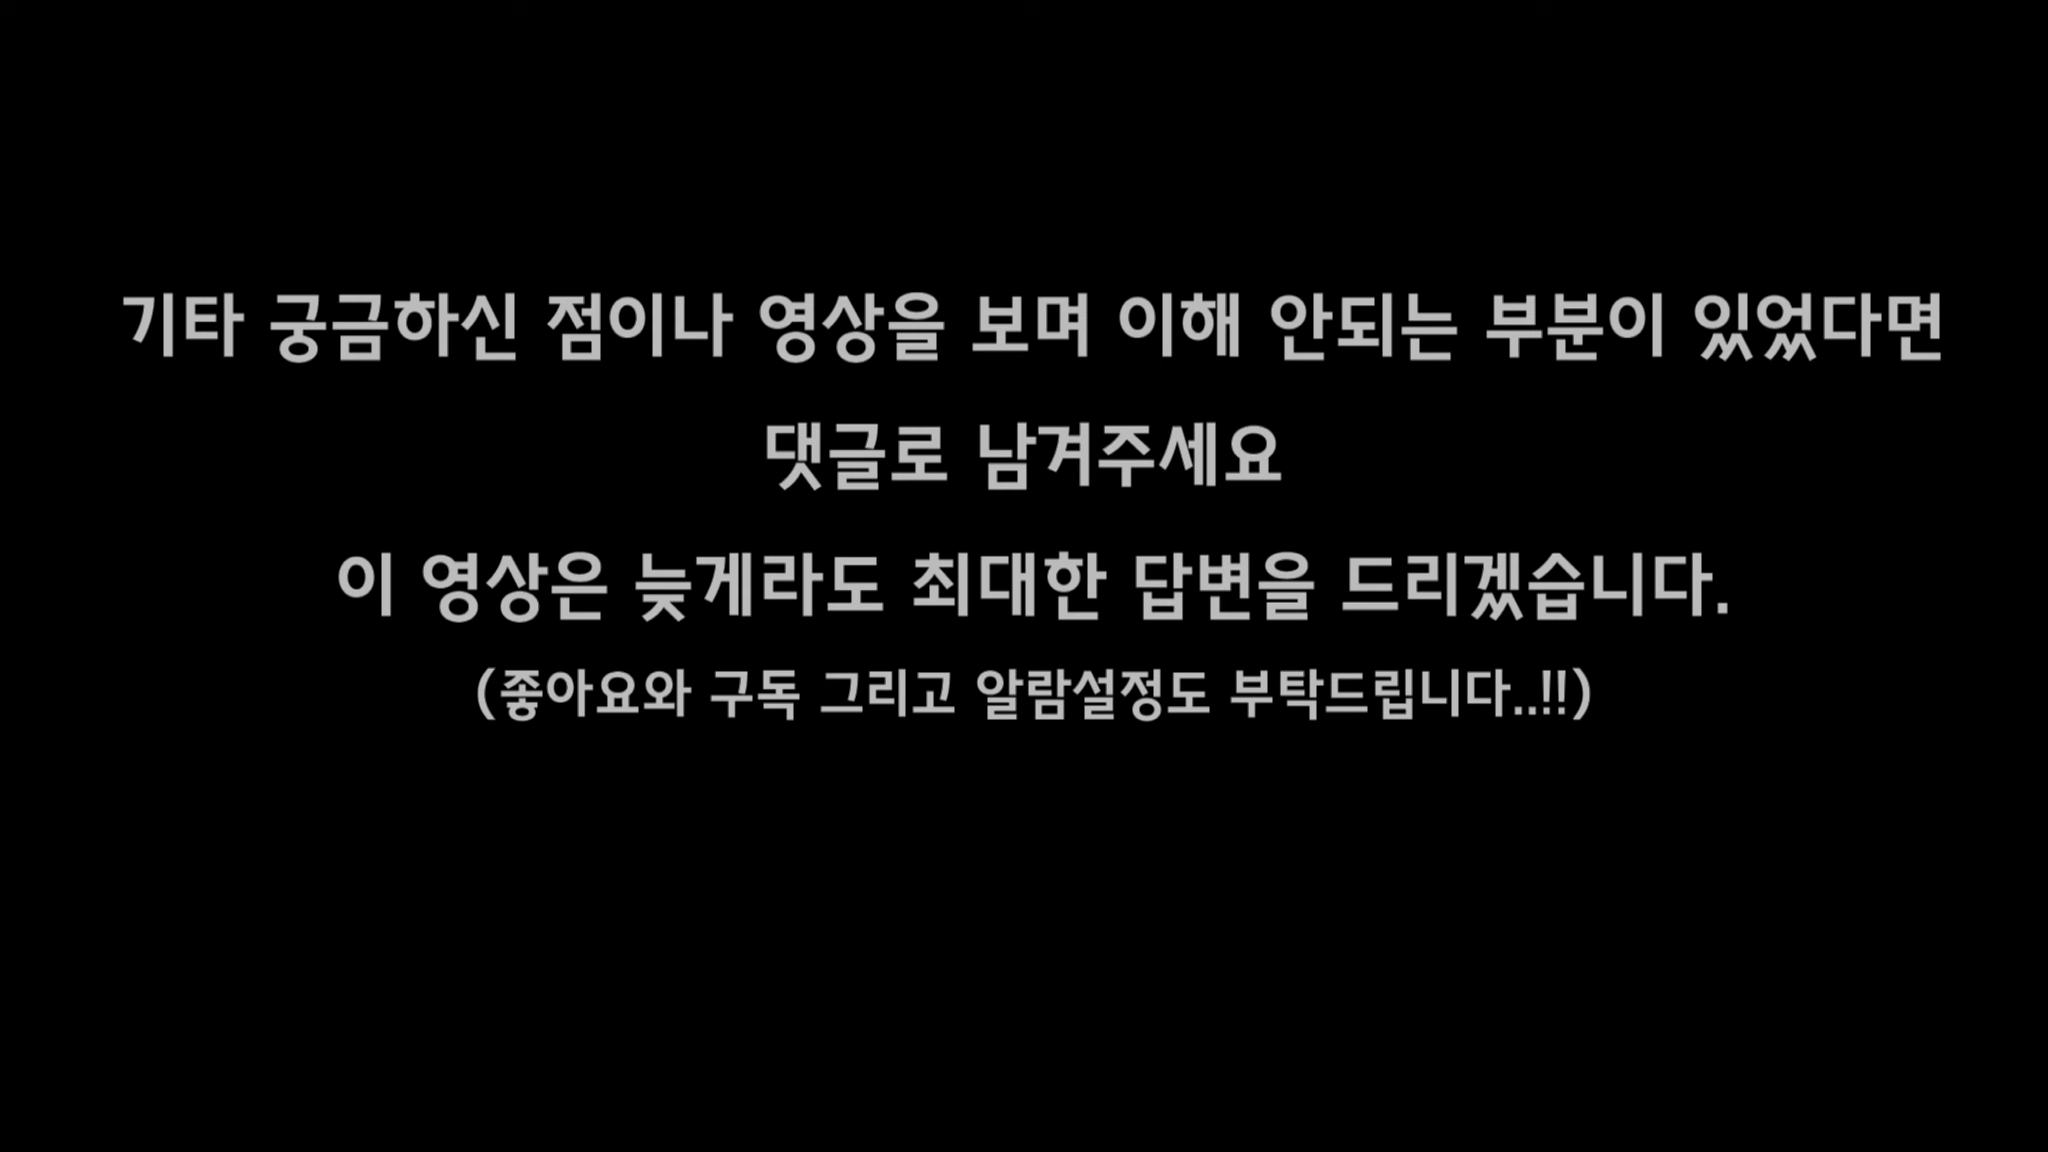 기타 궁금하신 점이나 영상을 보며 이해 안되는 부분이 있었다면
댓글로 남겨주세요
이 영상은 늦게라도 최대한 답변을 드리겠습니다.
(좋아요와 구독 그리고 알람설정도 부탁드립니다..!!)